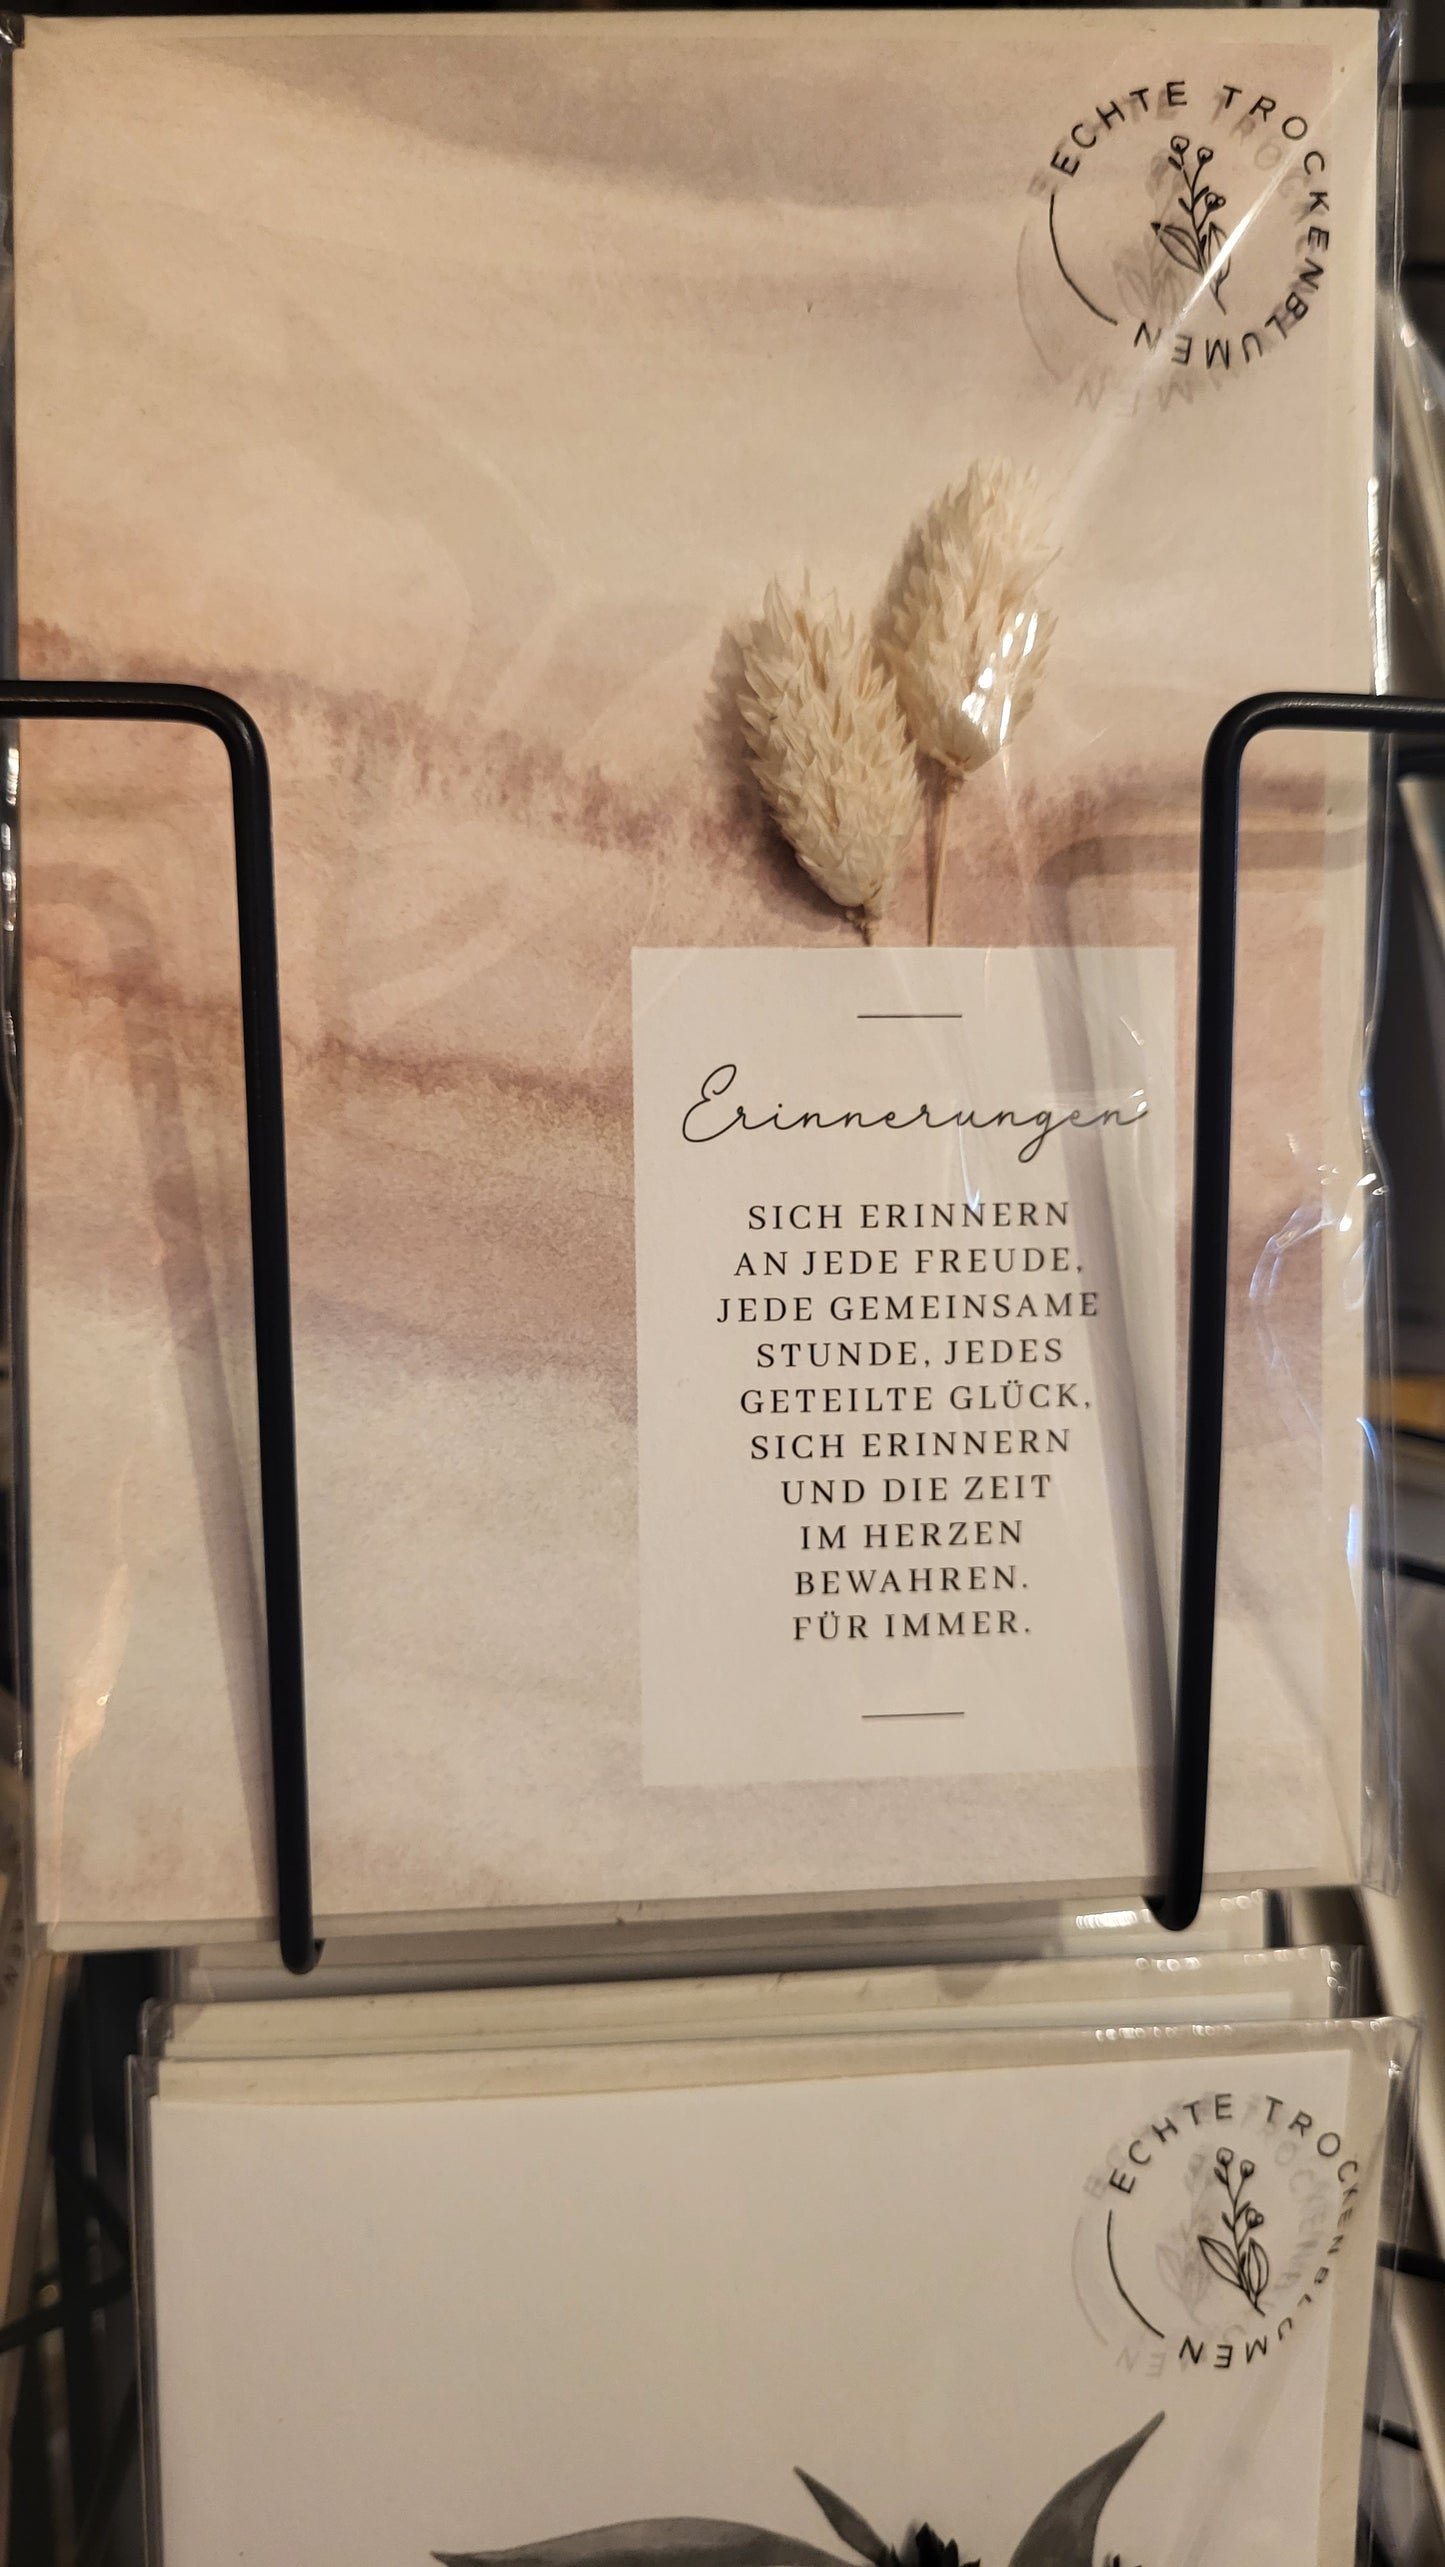 ECHTE TROCKENBLUMEN
Erinnerungen
SICH ERINNERN
AN JEDE FREUDE,
JEDE GEMEINSAME
STUNDE, JEDES
GETEILTE GLÜCK,
SICH ERINNERN
UND DIE ZEIT
IM HERZEN
BEWAHREN.
FÜR IMMER.
ECHTE TROCKENBLUMEN